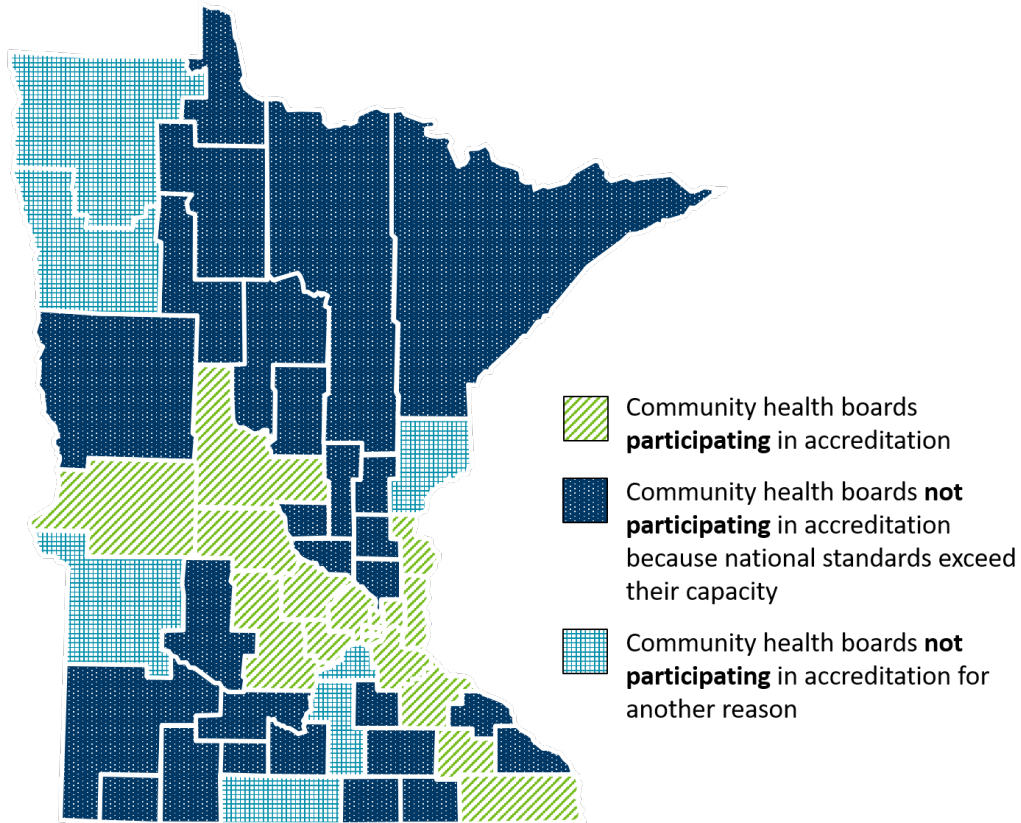 Community health boards
participating in accreditation
Community health boards not
participating in accreditation
because national standards exceed
their capacity
Community health boards not
participating in accreditation for
another reason